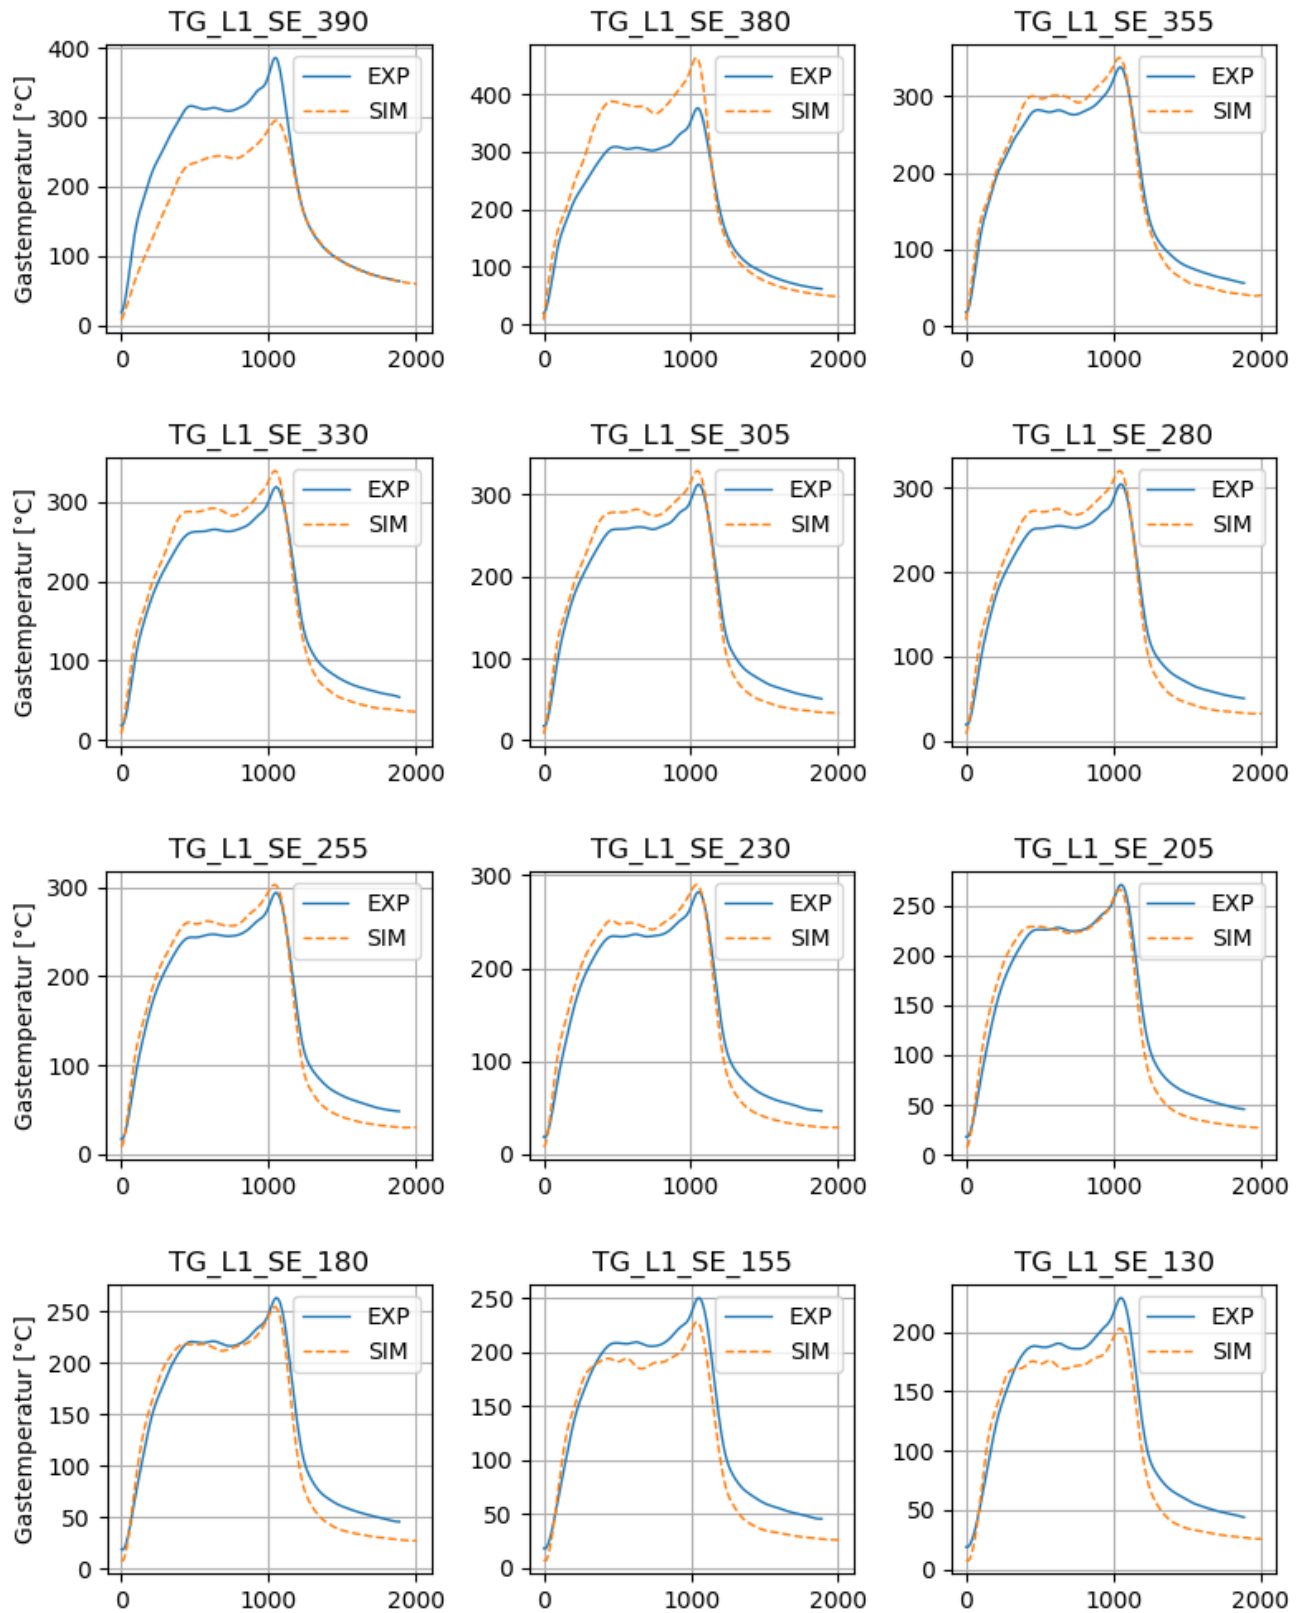 TG_L1_SE_390 TG_L1_SE_380 TG_L1_SE_355
Gastemperatur [°C]
400
300
200
100
0
0 1000 2000
EXP
SIM
400
300
200
100
0
0 1000 2000
EXP
SIM
300
200
100
0
0 1000 2000
EXP
SIM
TG_L1_SE_330 TG_L1_SE_305 TG_L1_SE_280
Gastemperatur [°C]
300
200
100
0
0 1000 2000
EXP
SIM
300
200
100
0
0 1000 2000
EXP
SIM
300
200
100
0
0 1000 2000
EXP
SIM
TG_L1_SE_255 TG_L1_SE_230 TG_L1_SE_205
Gastemperatur [°C]
300
200
100
0
0 1000 2000
EXP
SIM
300
200
100
0
0 1000 2000
EXP
SIM
250
200
150
100
50
0
0 1000 2000
EXP
SIM
TG_L1_SE_180 TG_L1_SE_155 TG_L1_SE_130
Gastemperatur [°C]
250
200
150
100
50
0
0 1000 2000
EXP
SIM
250
200
150
100
50
0
0 1000 2000
EXP
SIM
200
150
100
50
0
0 1000 2000
EXP
SIM